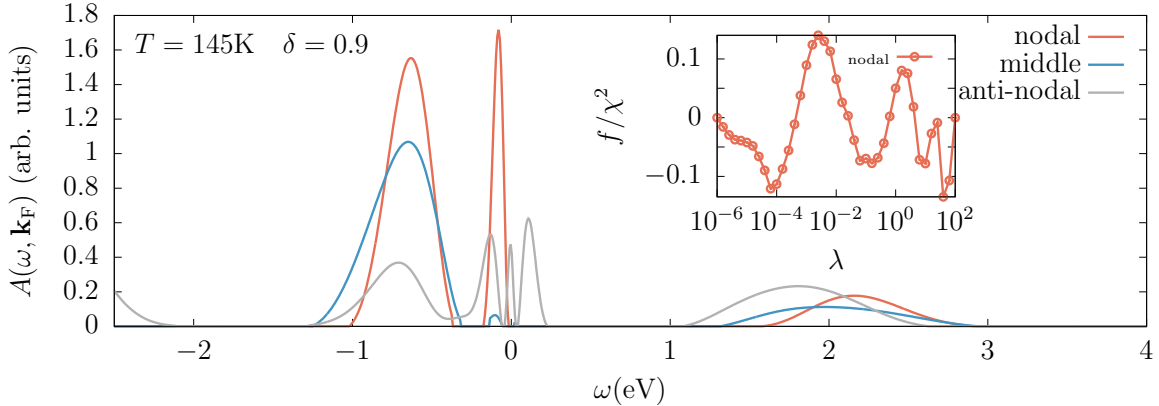 T = 145K δ = 0.9
nodal
middle
anti-nodal
A(ω, k_F) (arb. units)
1.8
1.6
1.4
1.2
1
0.8
0.6
0.4
0.2
0
−2
−1
0
1
2
3
4
ω(eV)
f/χ²
0.1
0
−0.1
nodal
10⁻⁶
10⁻⁴
10⁻²
10⁰
10²
λ